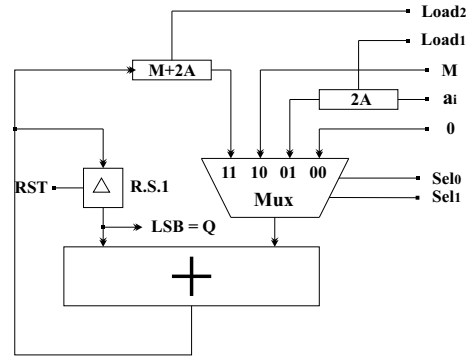 Load2
Load1
M+2A
M
2A
ai
0
11 10 01 00
RST
R.S.1
Mux
Sel0
Sel1
LSB = Q
+